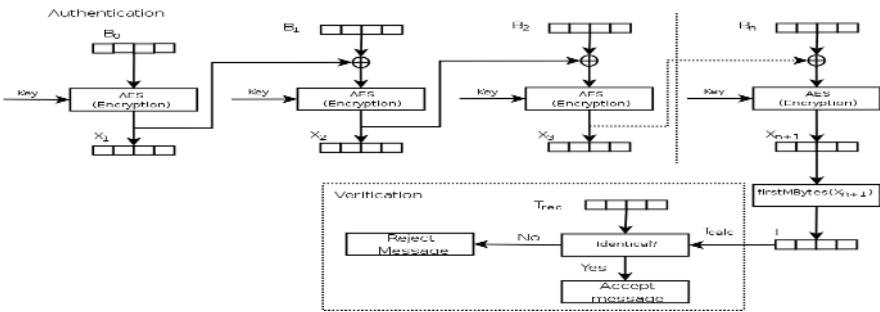 Authentication
B0
B1
B2
Bn
Key
AES
(Encryption)
Key
AES
(Encryption)
Key
AES
(Encryption)
Key
AES
(Encryption)
X1
X2
X3
Xn+1
firstMBytes(Xn+1)
Verification
Trec
Reject
Message
No
Identical?
Tcalc
T
Yes
Accept
message